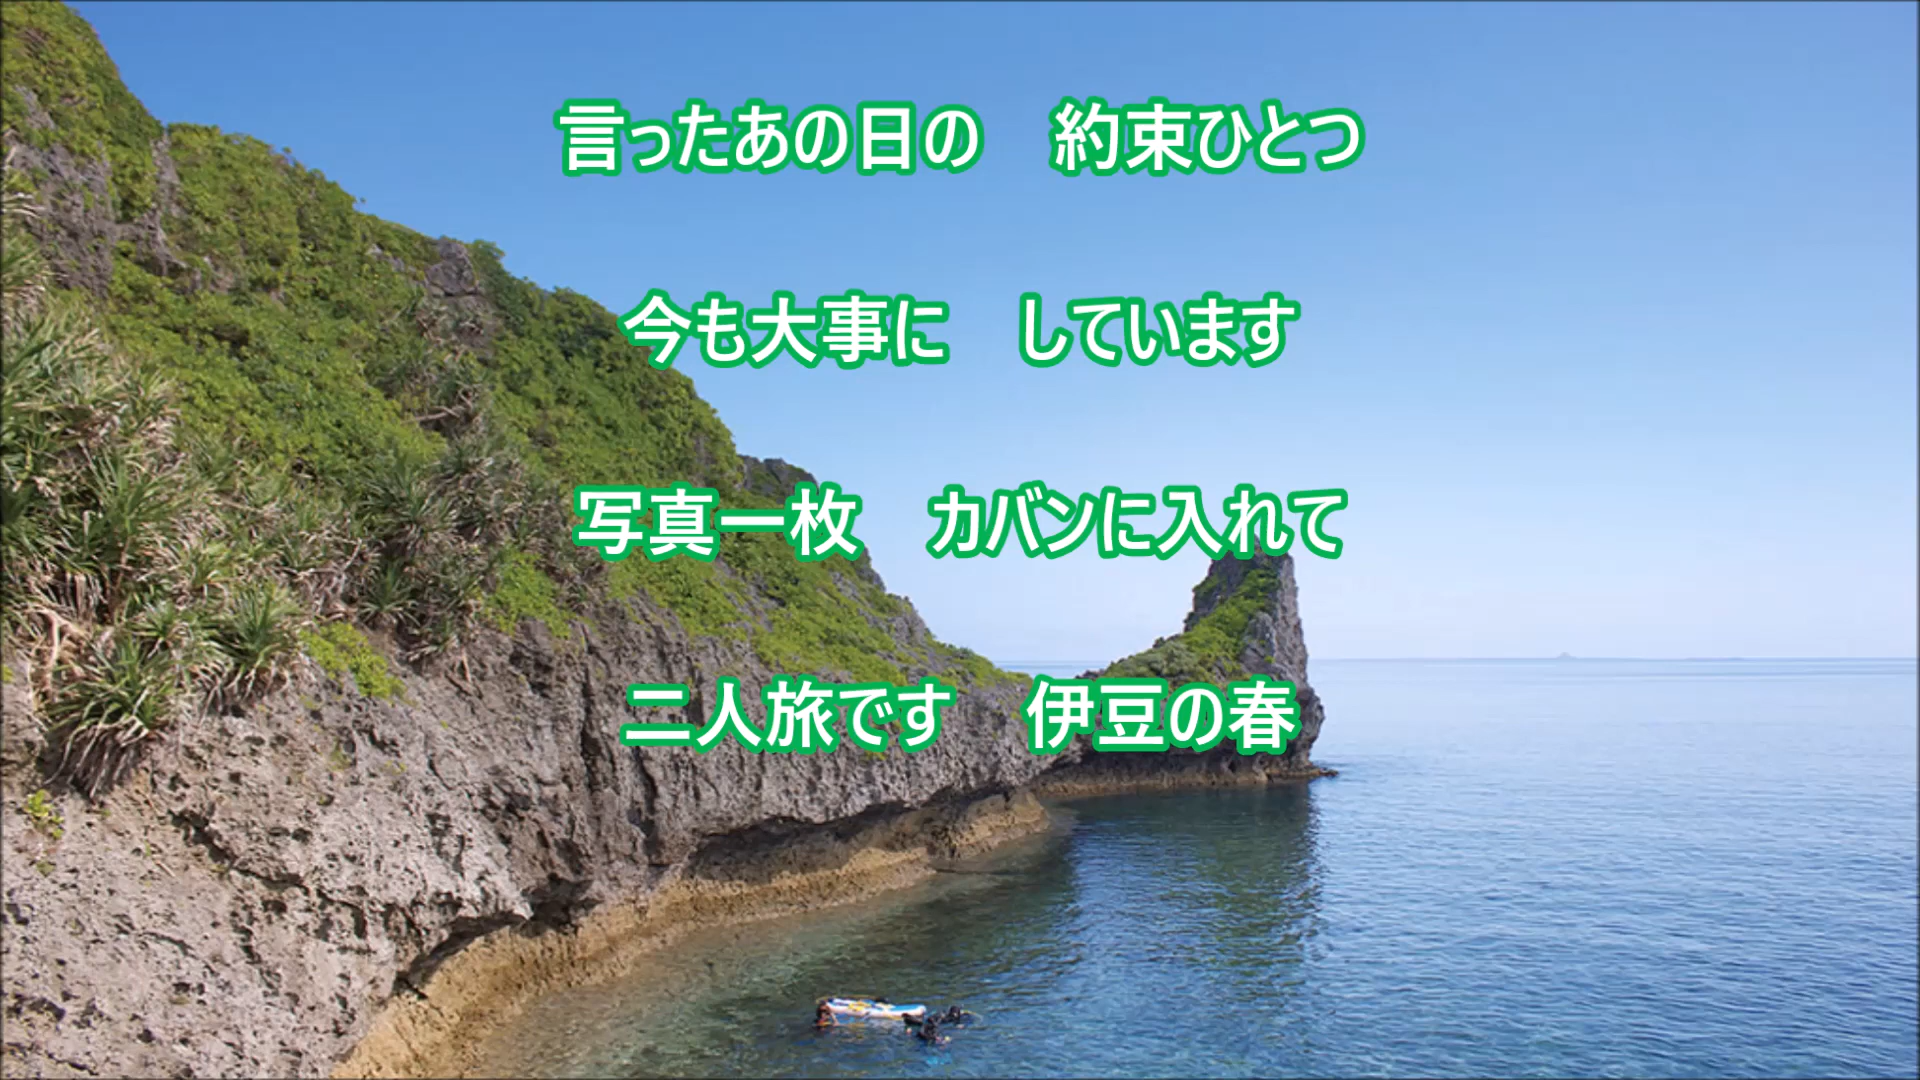 言ったあの日の　約束ひとつ
今も大事に　しています
写真一枚　カバンに入れて
二人旅です　伊豆の春